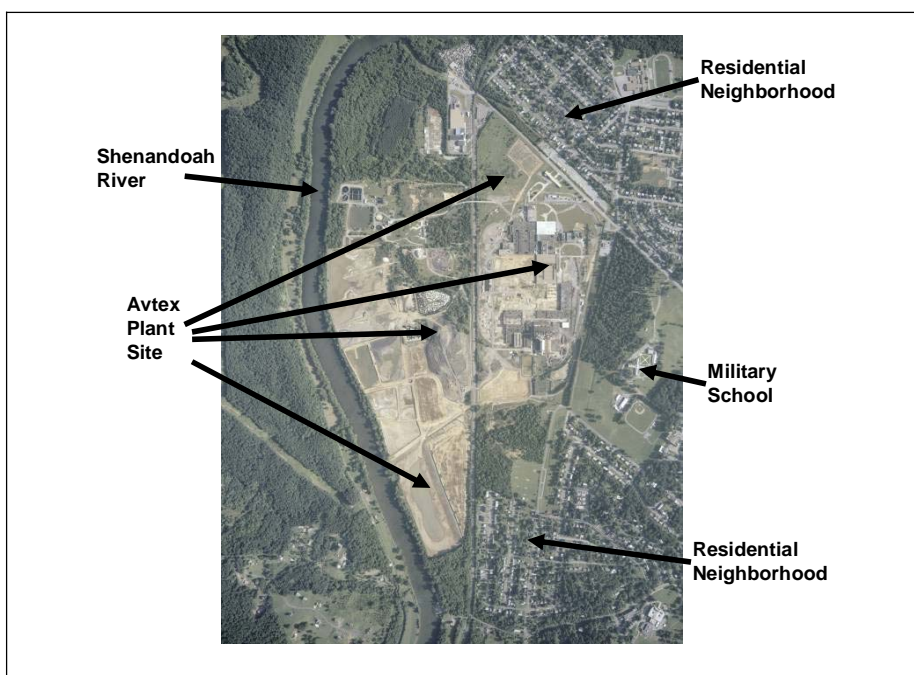 Residential
Neighborhood
Shenandoah
River
Avtex
Plant
Site
Military
School
Residential
Neighborhood